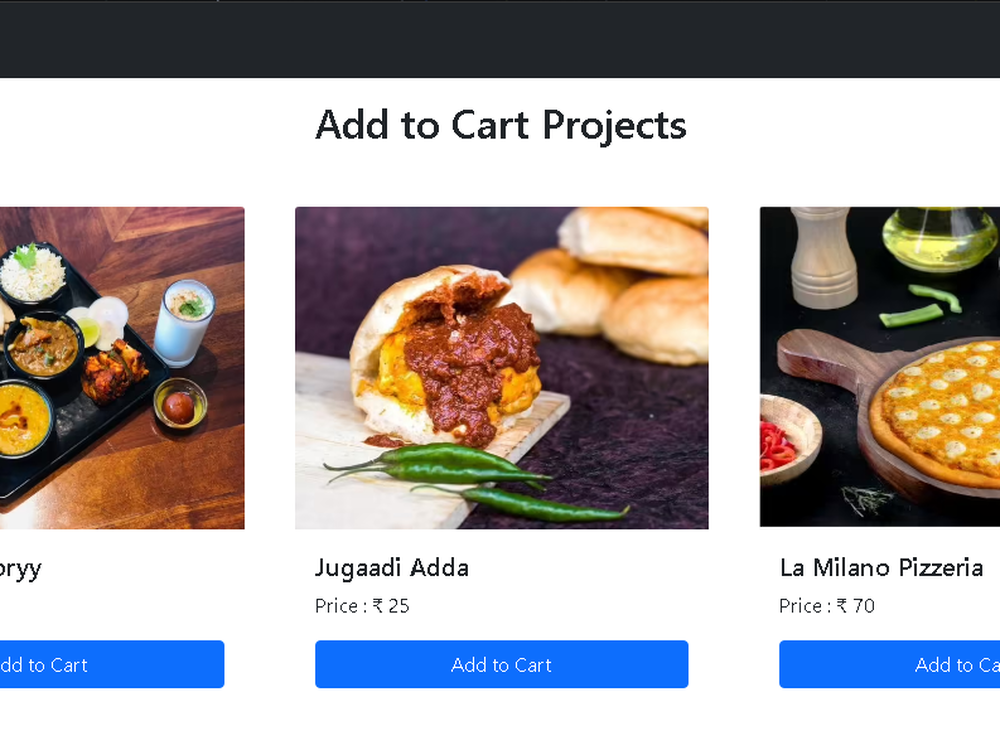 Add to Cart Projects
oryy
Jugaadi Adda
La Milano Pizzeria
Price : ₹ 25
Price : ₹ 70
dd to Cart
Add to Cart
Add to Ca